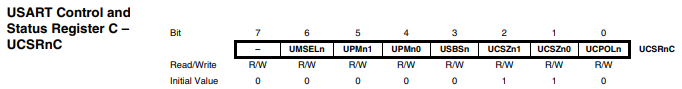 USART Control and
Status Register C –
UCSRnC
Bit 7 6 5 4 3 2 1 0
– UMSELn UPMn1 UPMn0 USBSn UCSZn1 UCSZn0 UCPOLn UCSRnC
Read/Write R/W R/W R/W R/W R/W R/W R/W R/W
Initial Value 0 0 0 0 0 1 1 0